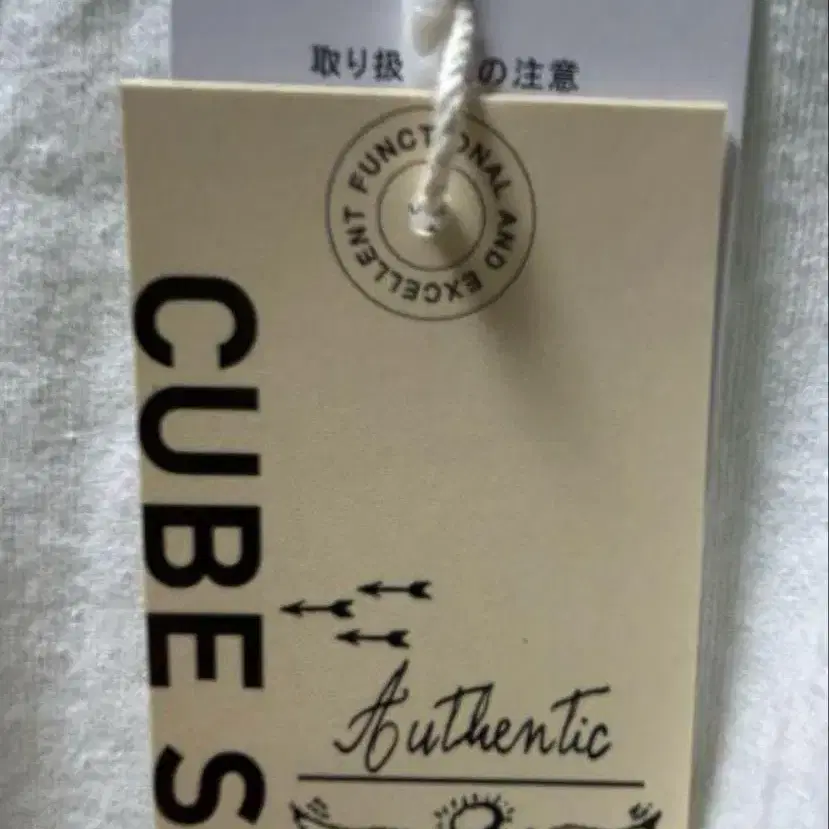 取り扱
の注意
FUNCTIONAL AND EXCELLENT
CUBE S
Authentic